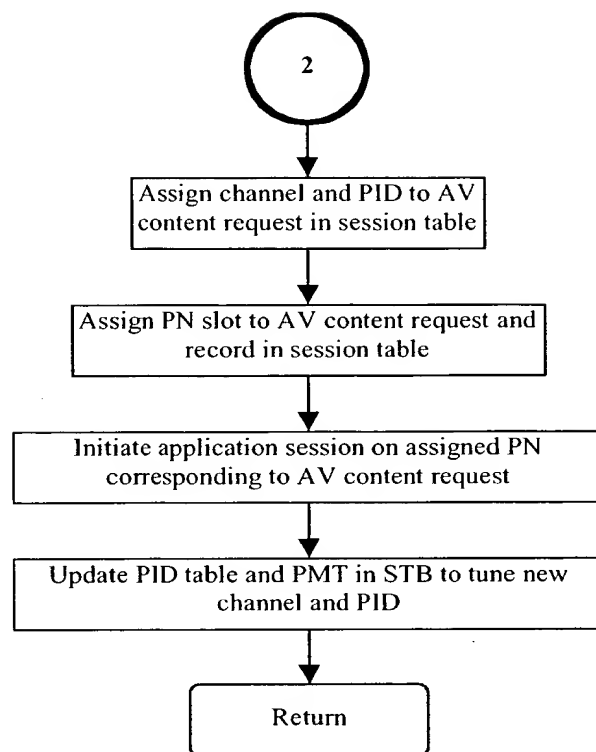 2
Assign channel and PID to AV
content request in session table
Assign PN slot to AV content request and
record in session table
Initiate application session on assigned PN
corresponding to AV content request
Update PID table and PMT in STB to tune new
channel and PID
Return